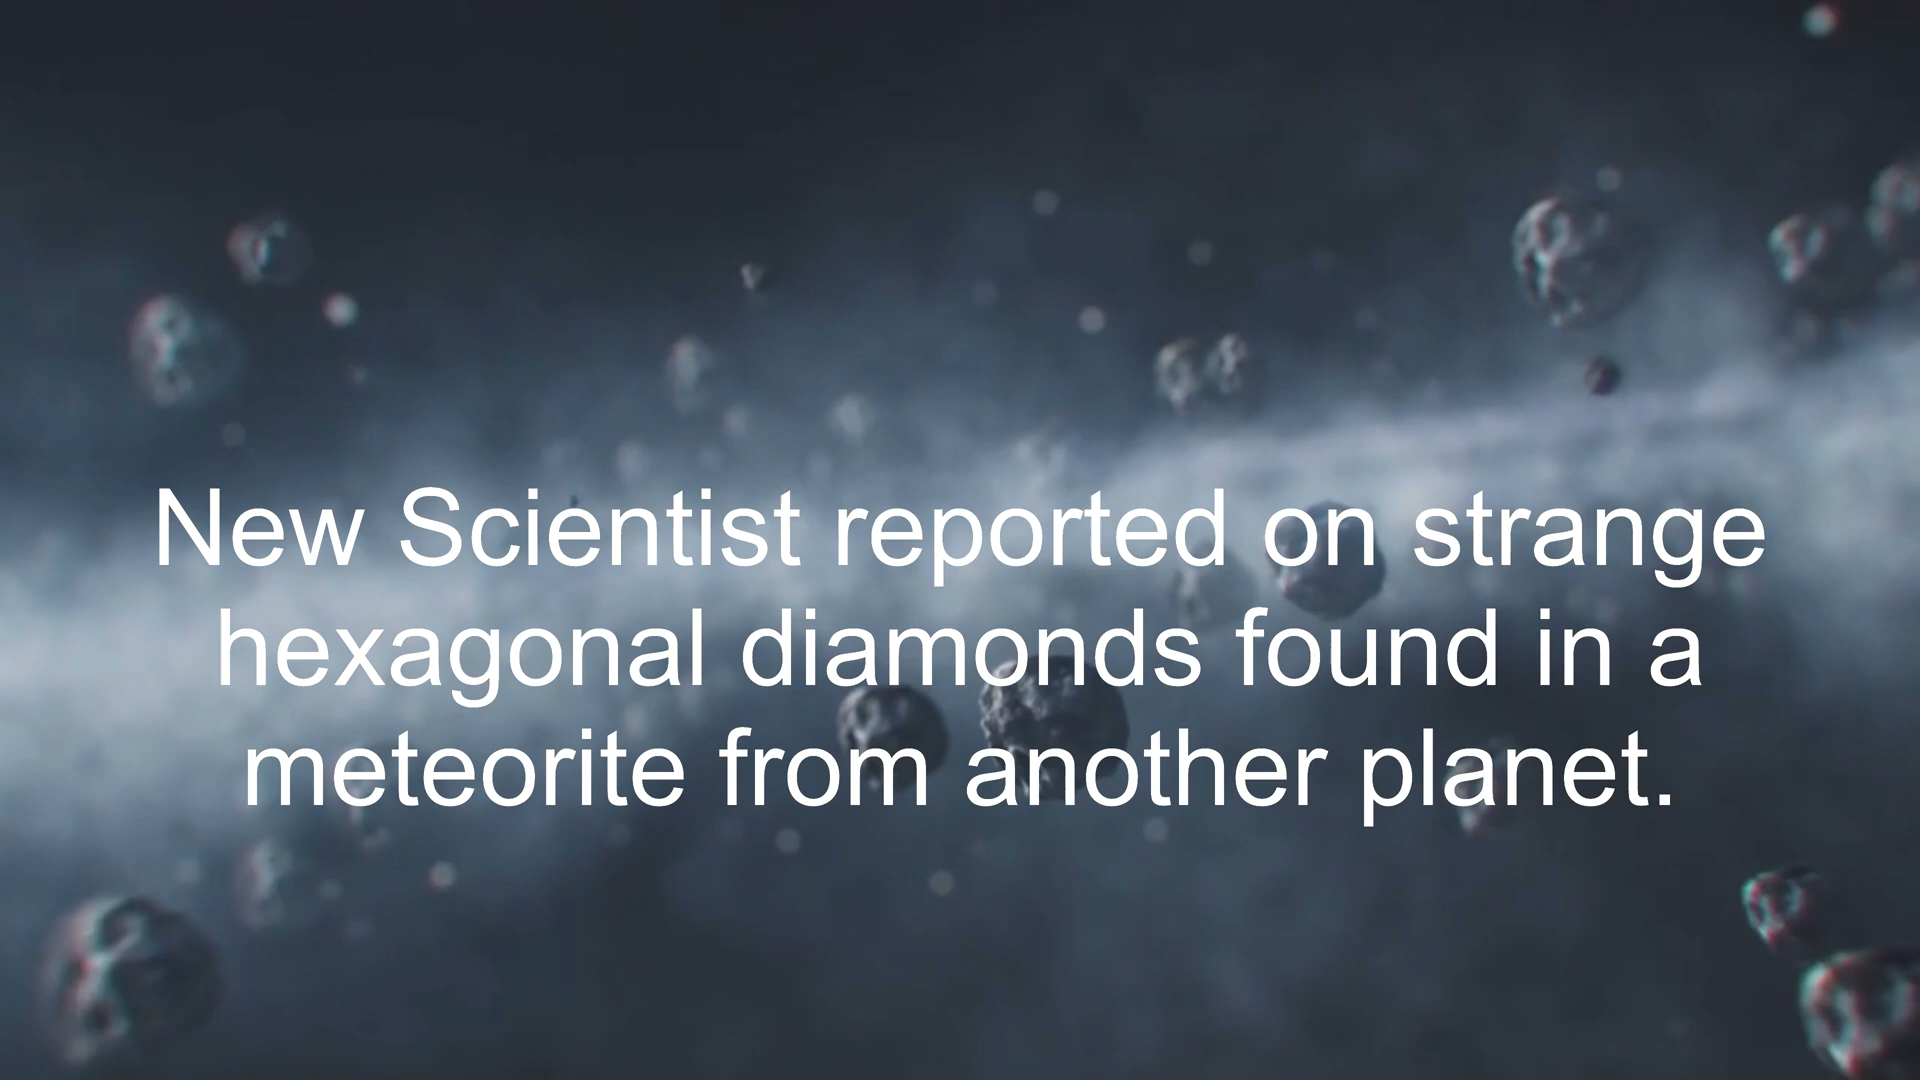 New Scientist reported on strange
hexagonal diamonds found in a
meteorite from another planet.